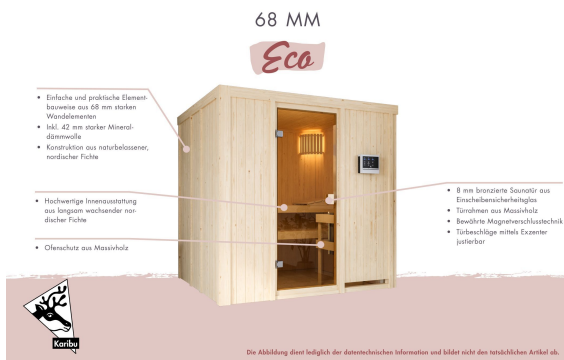 68 MM
Eco
• Einfache und praktische Element-
bauweise aus 68 mm starken
Wandelementen
• Inkl. 42 mm starker Mineral-
dämmwolle
• Konstruktion aus naturbelassener,
nordischer Fichte
• Hochwertige Innenausstattung
aus langsam wachsender nor-
discher Fichte
• Ofenschutz aus Massivholz
• 8 mm bronzierte Saunatür aus
Einscheibensicherheitsglas
• Türrahmen aus Massivholz
• Bewährte Magnetverschlusstechnik
• Türbeschläge mittels Exzenter
justierbar
Karibu
Die Abbildung dient lediglich der datentechnischen Information und bildet nicht den tatsächlichen Artikel ab.